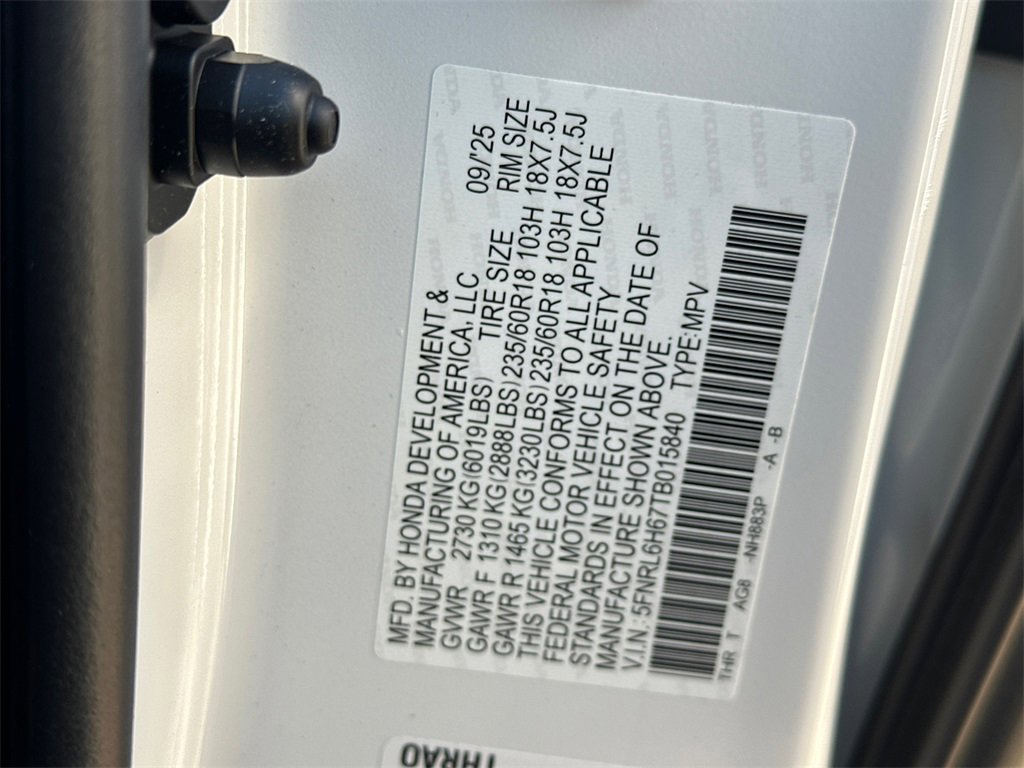 MFD. BY HONDA DEVELOPMENT &
MANUFACTURING OF AMERICA, LLC 09/'25
GVWR 2730 KG(6019LBS) TIRE SIZE RIM SIZE
GAWR F 1310 KG(2888LBS)235/60R18 103H 18X7.5J
GAWR R 1465 KG(3230LBS)235/60R18 103H 18X7.5J
THIS VEHICLE CONFORMS TO ALL APPLICABLE
FEDERAL MOTOR VEHICLE SAFETY
STANDARDS IN EFFECT ON THE DATE OF
MANUFACTURE SHOWN ABOVE.
V.I.N.:5FNRL6H67TB015840 TYPE:MPV
THR T AG8 -NH883P -A -B
THRAO